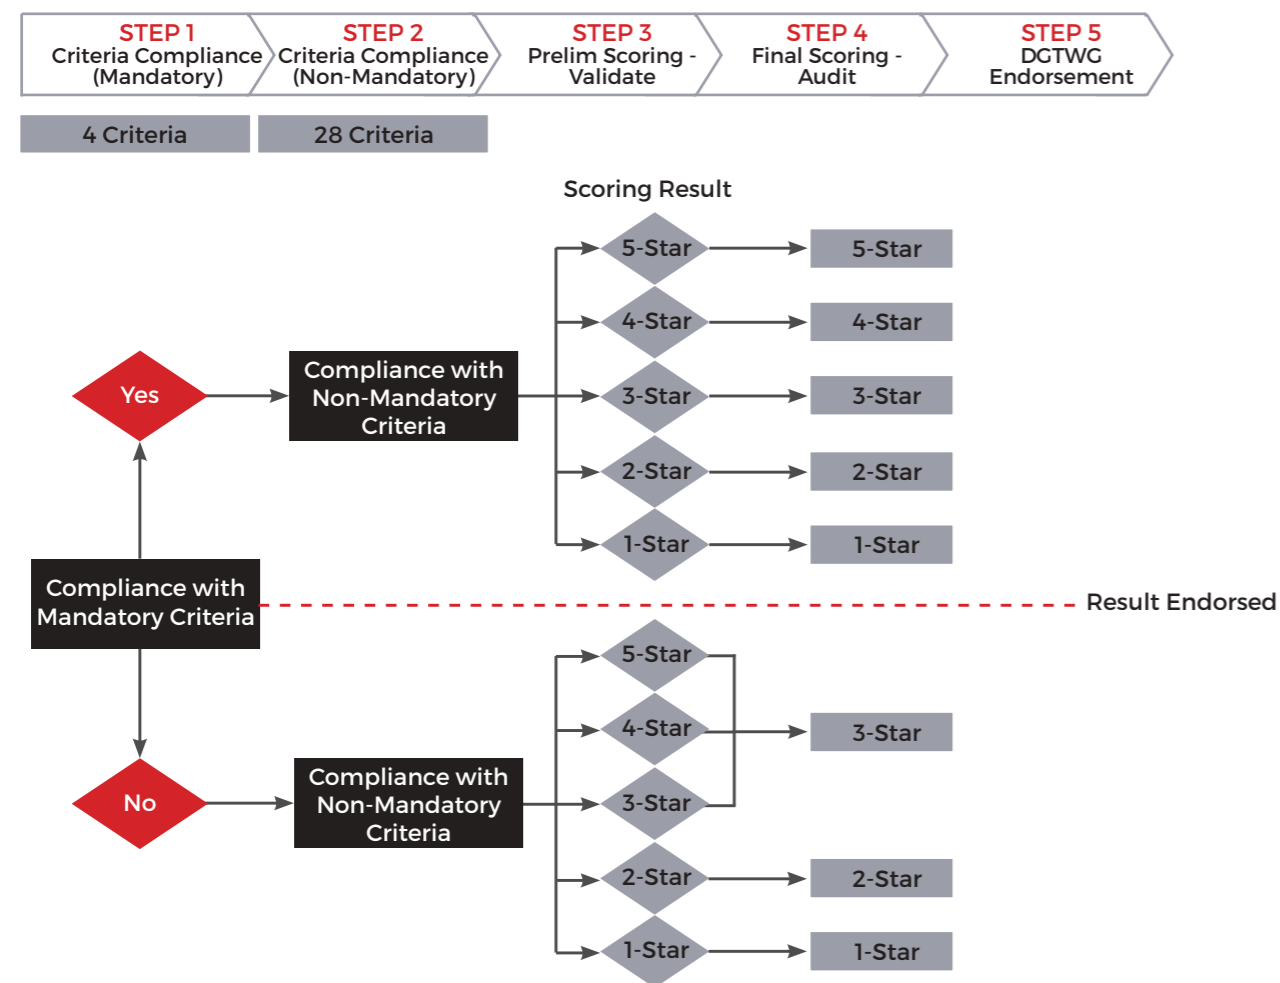 STEP 1
Criteria Compliance
(Mandatory)
STEP 2
Criteria Compliance
(Non-Mandatory)
STEP 3
Prelim Scoring -
Validate
STEP 4
Final Scoring -
Audit
STEP 5
DGTWG
Endorsement
4 Criteria
28 Criteria
Scoring Result
5-Star
5-Star
4-Star
4-Star
Yes
Compliance with
Non-Mandatory
Criteria
3-Star
3-Star
2-Star
2-Star
1-Star
1-Star
Compliance with
Mandatory Criteria
Result Endorsed
5-Star
4-Star
3-Star
No
Compliance with
Non-Mandatory
Criteria
3-Star
2-Star
2-Star
1-Star
1-Star